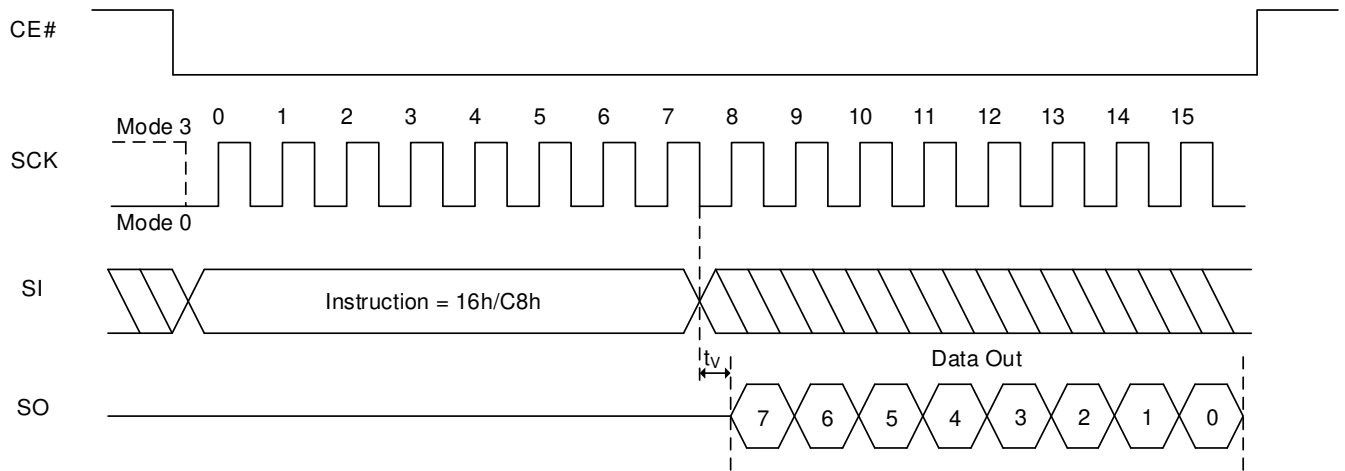 CE#
Mode 3
0 1 2 3 4 5 6 7 8 9 10 11 12 13 14 15
SCK
Mode 0
SI
Instruction = 16h/C8h
tV
Data Out
SO
7 6 5 4 3 2 1 0